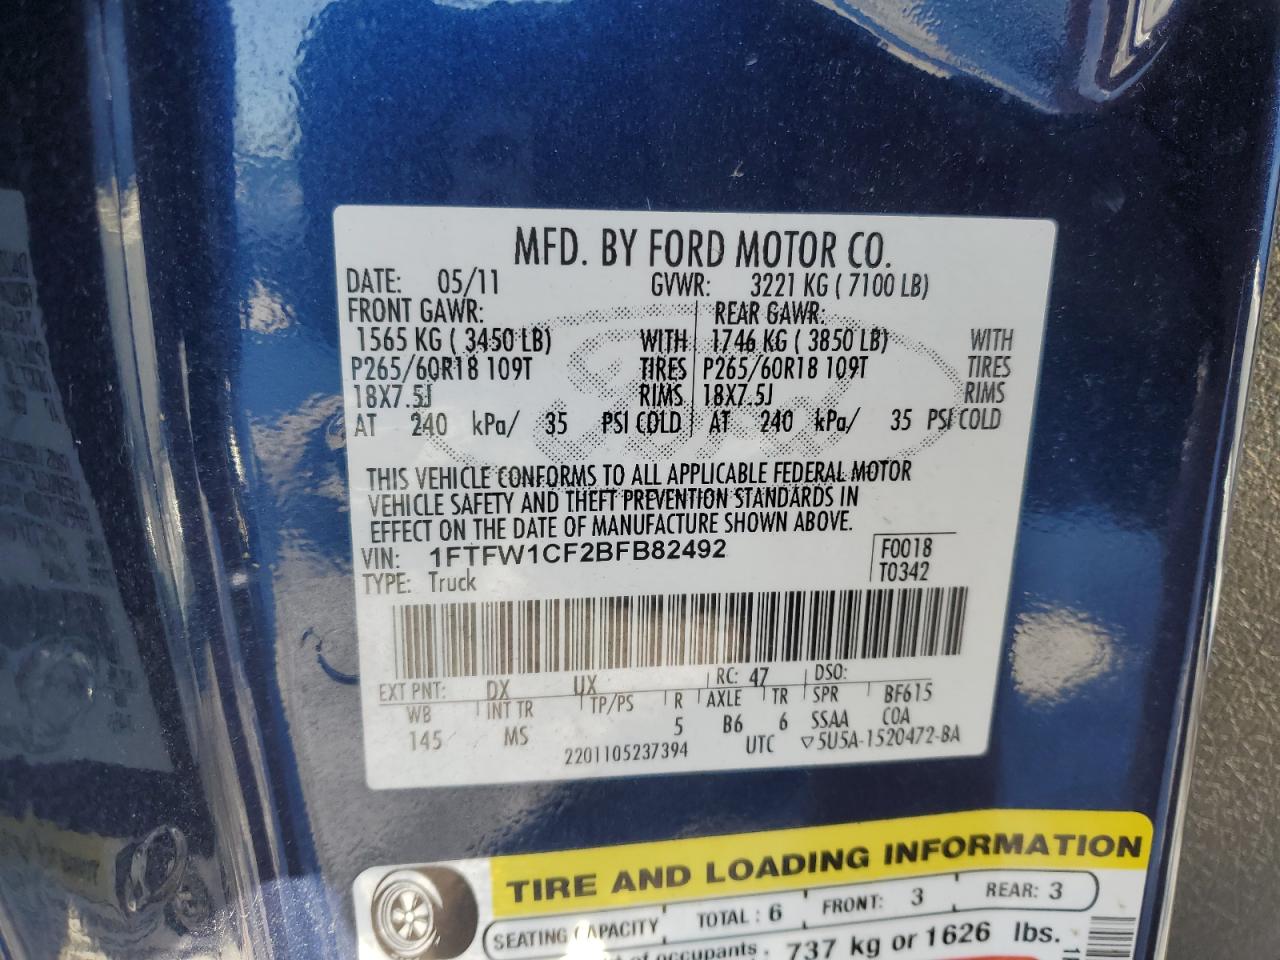 MFD. BY FORD MOTOR CO.
DATE: 05/11 GVWR: 3221 KG ( 7100 LB)
FRONT GAWR: REAR GAWR:
1565 KG ( 3450 LB) WITH 1746 KG ( 3850 LB) WITH
P265/60R18 109T TIRES P265/60R18 109T TIRES
18X7.5J RIMS 18X7.5J RIMS
AT 240 kPa/ 35 PSI COLD AT 240 kPa/ 35 PSI COLD
THIS VEHICLE CONFORMS TO ALL APPLICABLE FEDERAL MOTOR
VEHICLE SAFETY AND THEFT PREVENTION STANDARDS IN
EFFECT ON THE DATE OF MANUFACTURE SHOWN ABOVE.
VIN: 1FTFW1CF2BFB82492 F0018
TYPE: Truck T0342
EXT PNT: DX UX RC: 47 DSO:
WB INT TR TP/PS R AXLE TR SPR BF615
145 MS 5 B6 6 SSAA COA
2201105237394 UTC ▽5U5A-1520472-BA
TIRE AND LOADING INFORMATION
SEATING CAPACITY TOTAL : 6 FRONT: 3 REAR: 3
occupants 737 kg or 1626 lbs.